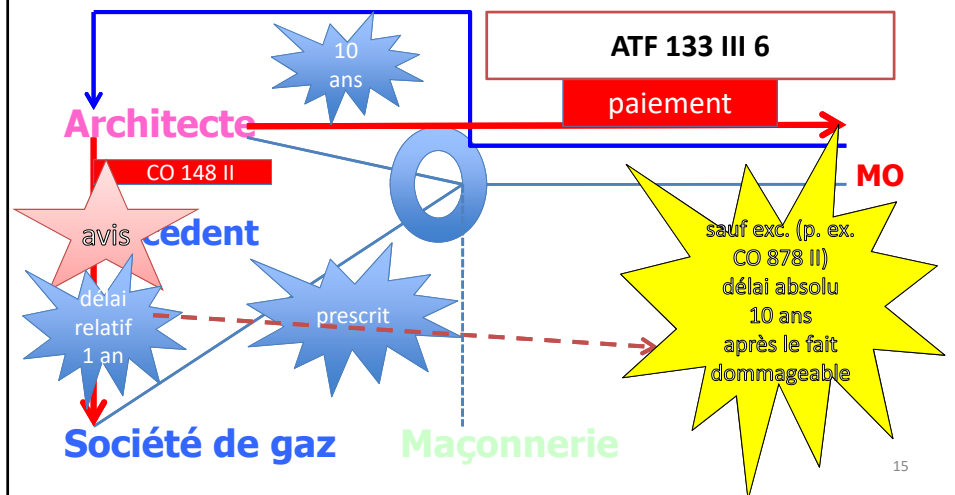 10
ans
ATF 133 III 6
paiement
Architecte
CO 148 II
MO
avis
cedent
sauf exc. (p. ex.
CO 878 II)
délai absolu
10 ans
après le fait
dommageable
délai
relatif
1 an
prescrit
Société de gaz
Maçonnerie
15